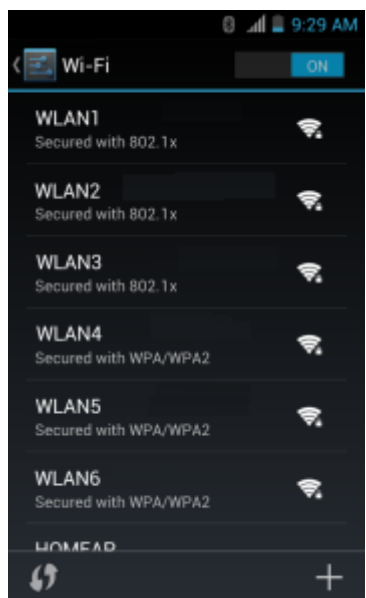 9:29 AM
Wi-Fi
ON
WLAN1
Secured with 802.1x
WLAN2
Secured with 802.1x
WLAN3
Secured with 802.1x
WLAN4
Secured with WPA/WPA2
WLAN5
Secured with WPA/WPA2
WLAN6
Secured with WPA/WPA2
HOMEAP